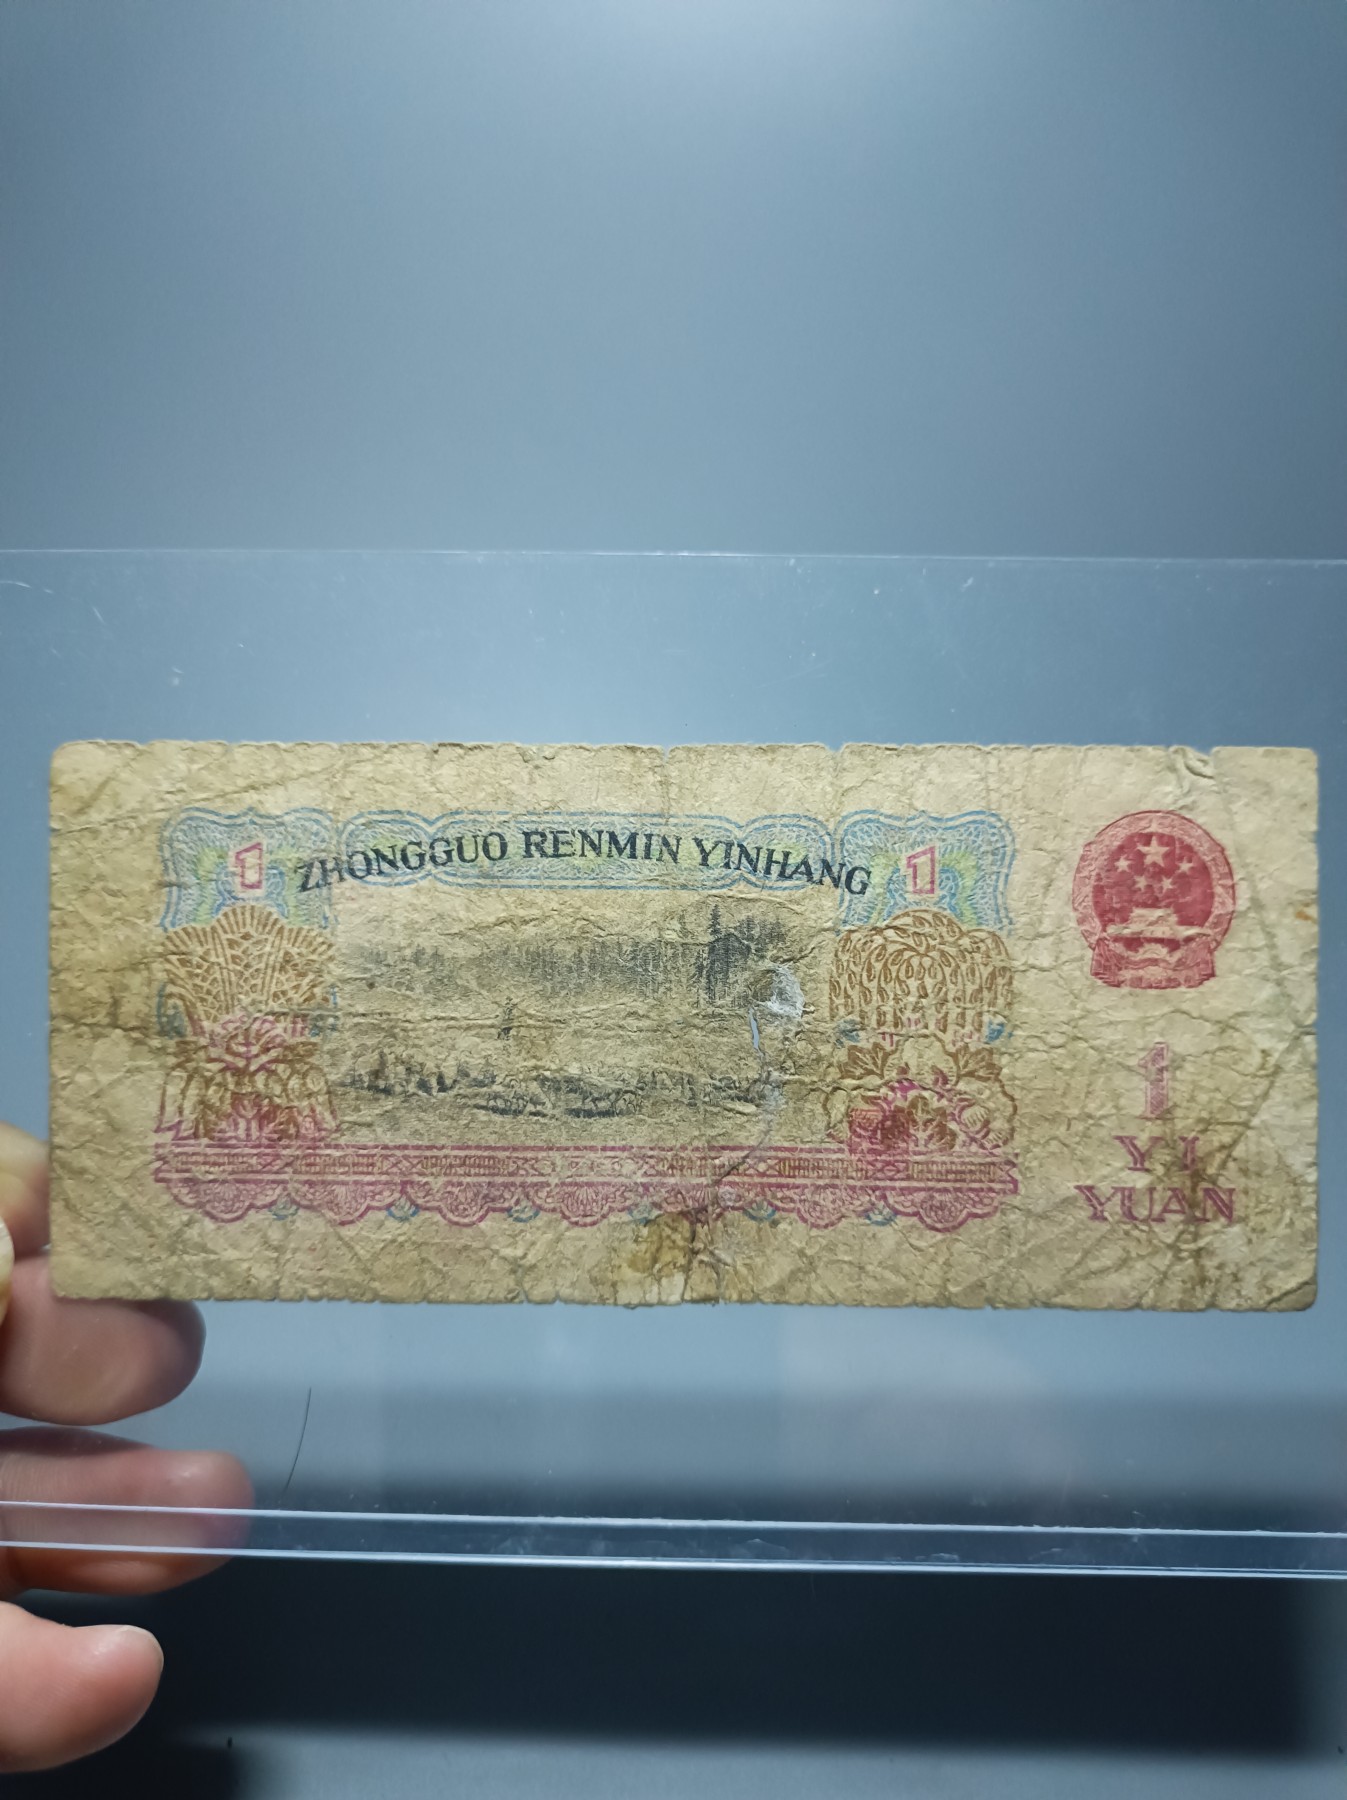 1 ZHONGGUO RENMIN YINHANG 1
1
YI
YUAN